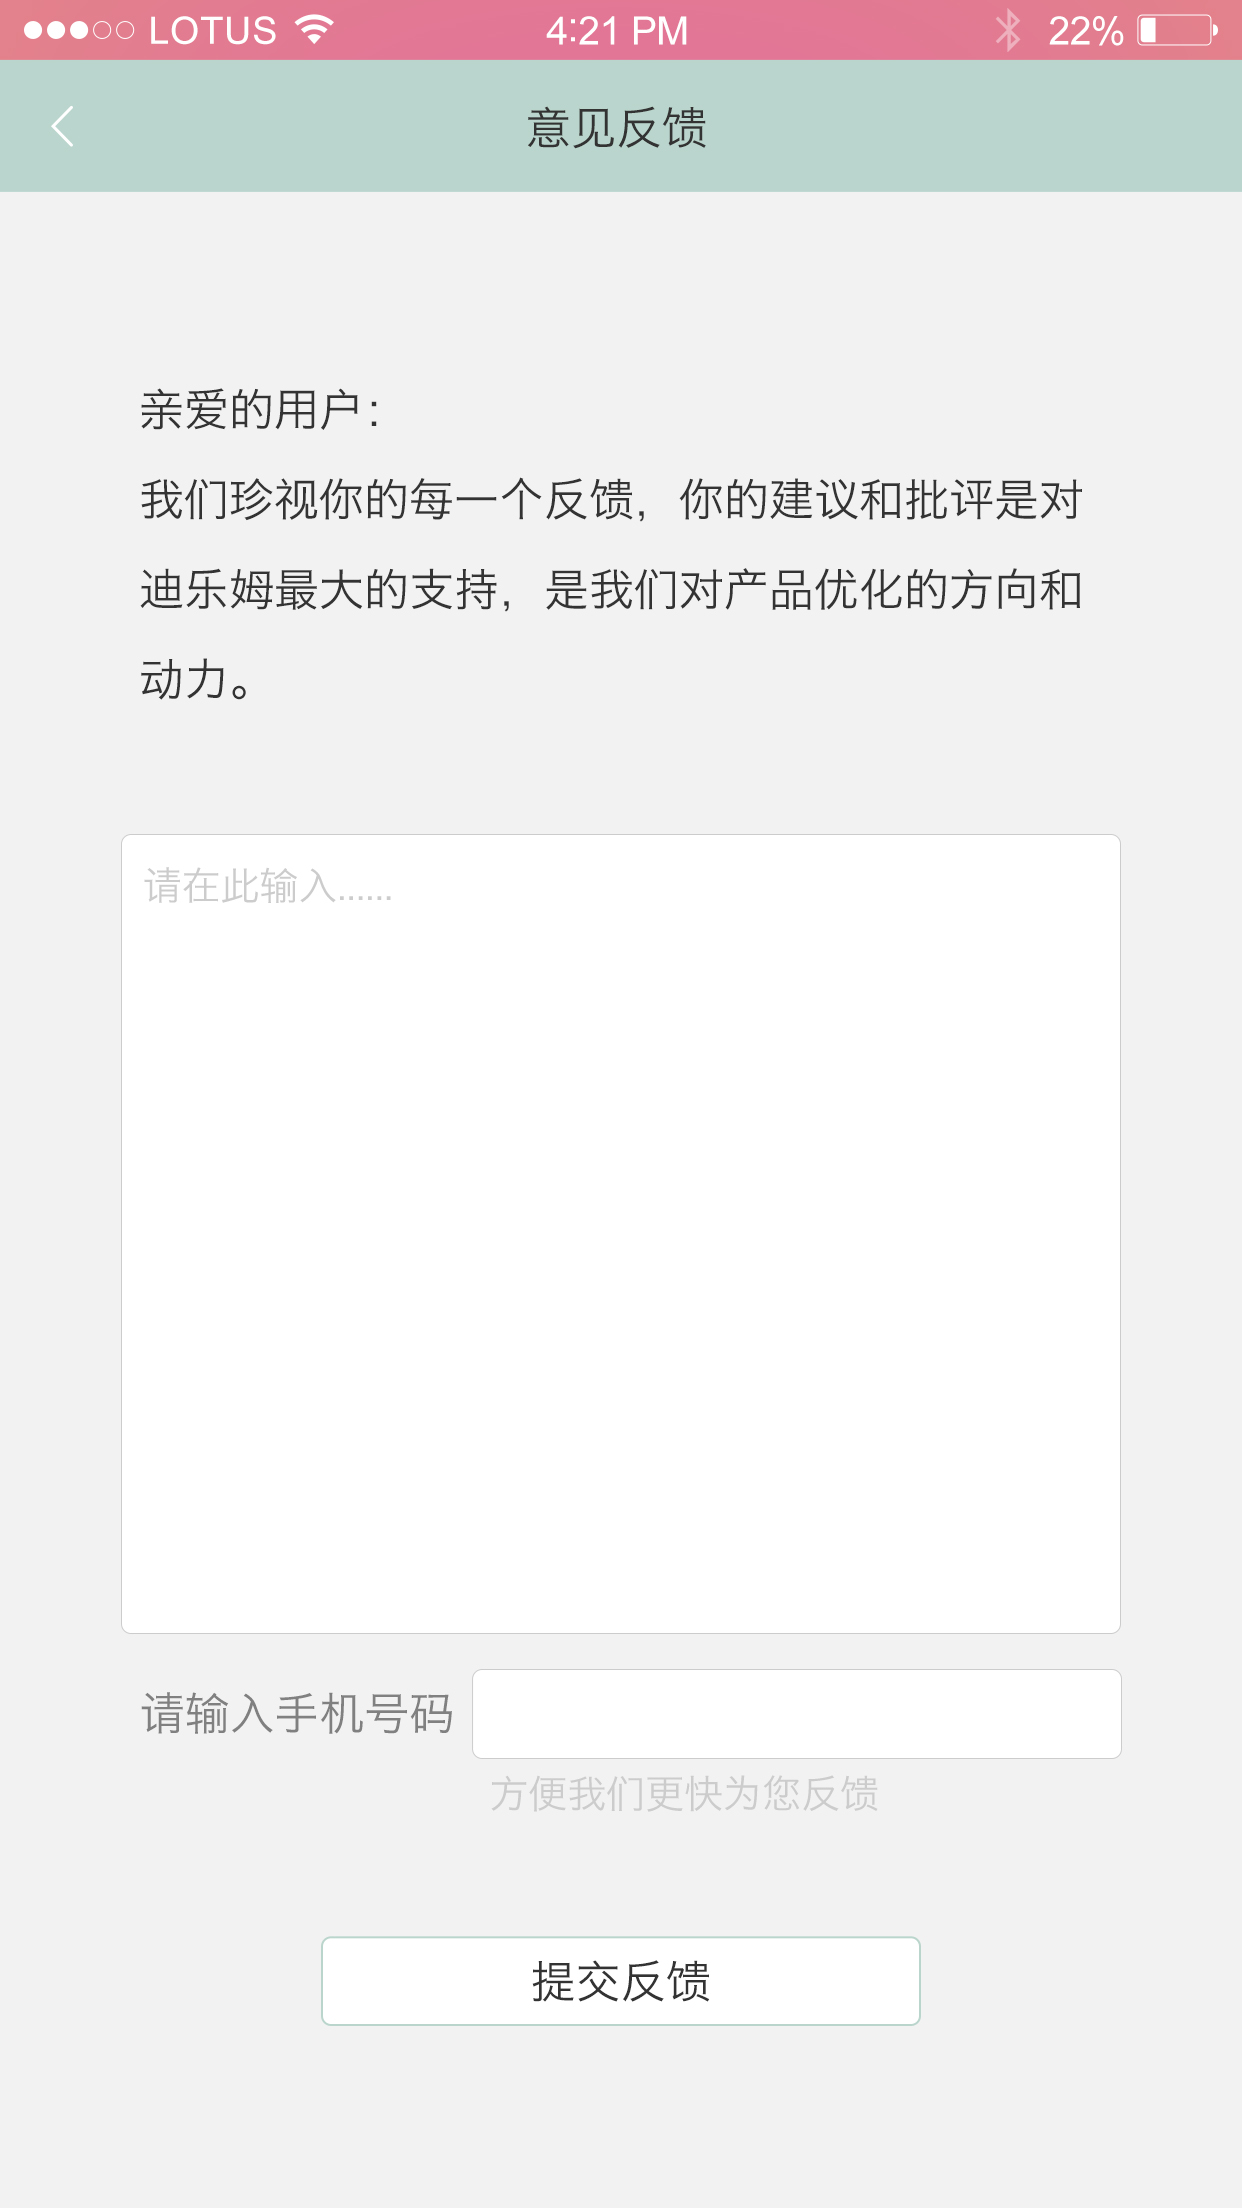 LOTUS 4:21 PM 22%
意见反馈
亲爱的用户：
我们珍视你的每一个反馈，你的建议和批评是对
迪乐姆最大的支持，是我们对产品优化的方向和
动力。
请在此输入......
请输入手机号码
方便我们更快为您反馈
提交反馈